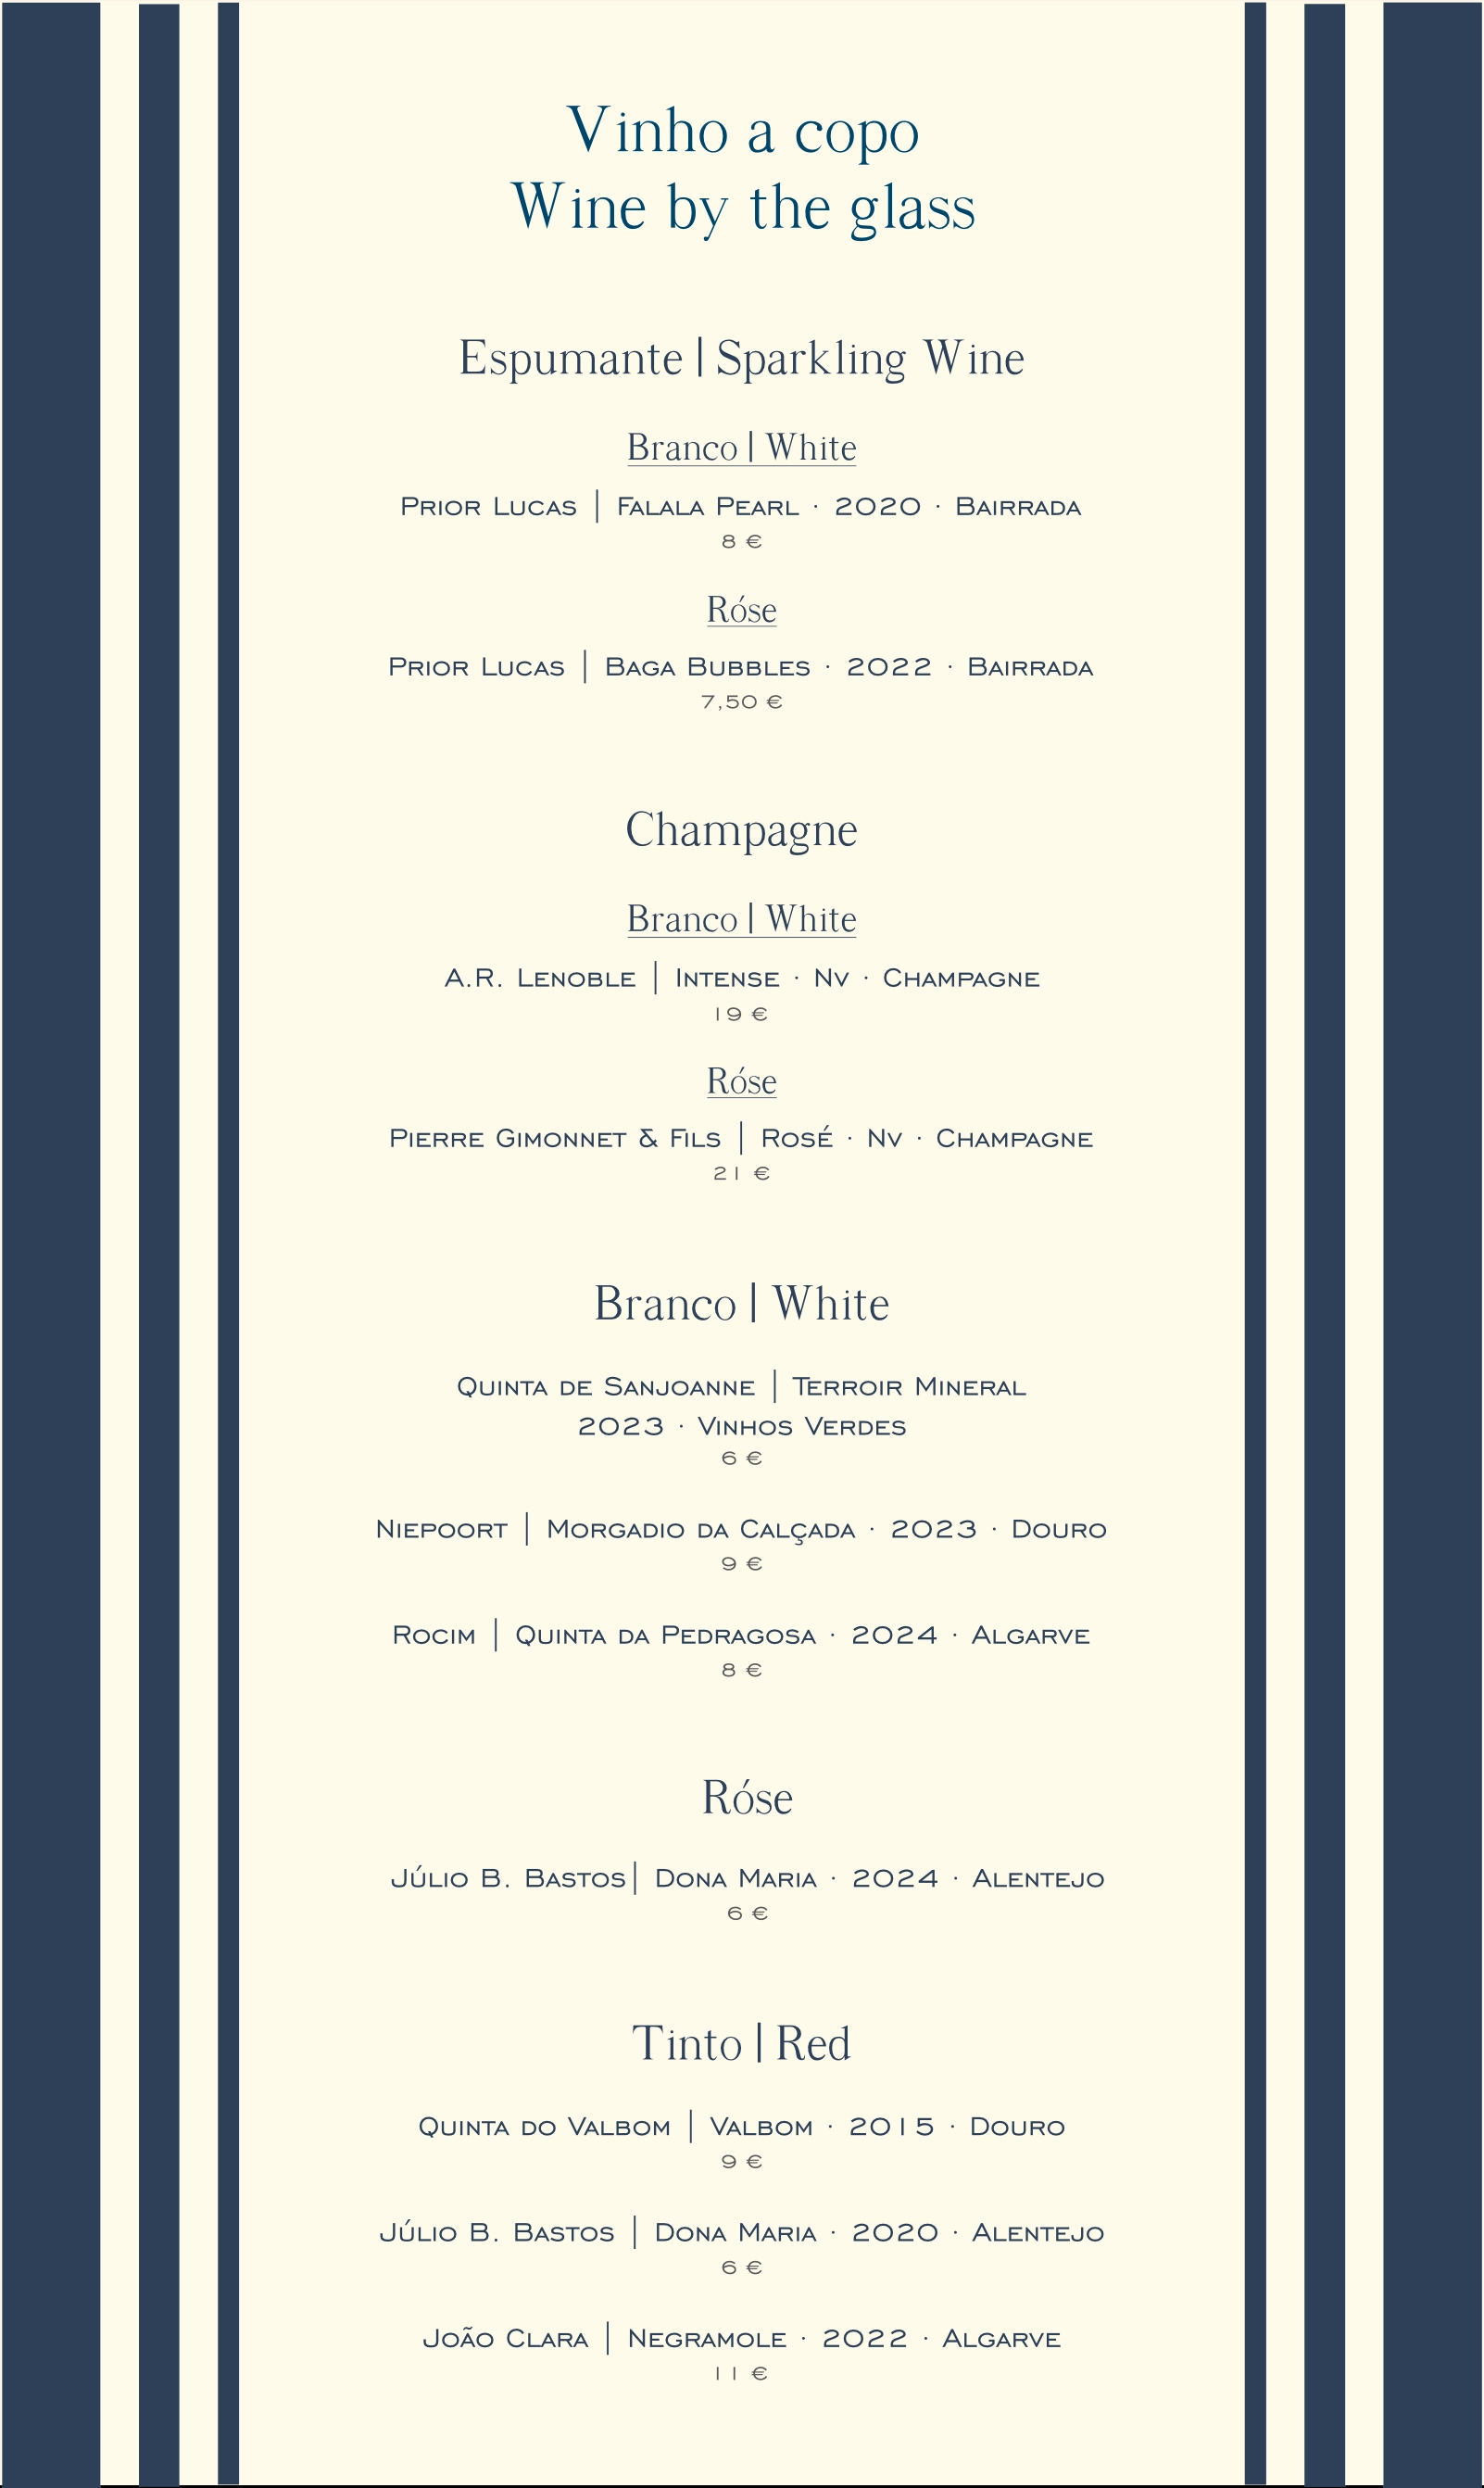 Vinho a copo
Wine by the glass
Espumante | Sparkling Wine
Branco | White
Prior Lucas | Falala Pearl · 2020 · Bairrada
8 €
Róse
Prior Lucas | Baga Bubbles · 2022 · Bairrada
7,50 €
Champagne
Branco | White
A.R. Lenoble | Intense · Nv · Champagne
19 €
Róse
Pierre Gimonnet & Fils | Rosé · Nv · Champagne
21 €
Branco | White
Quinta de Sanjoanne | Terroir Mineral
2023 · Vinhos Verdes
6 €
Niepoort | Morgadio da Calçada · 2023 · Douro
9 €
Rocim | Quinta da Pedragosa · 2024 · Algarve
8 €
Róse
Júlio B. Bastos| Dona Maria · 2024 · Alentejo
6 €
Tinto | Red
Quinta do Valbom | Valbom · 2015 · Douro
9 €
Júlio B. Bastos | Dona Maria · 2020 · Alentejo
6 €
João Clara | Negramole · 2022 · Algarve
11 €